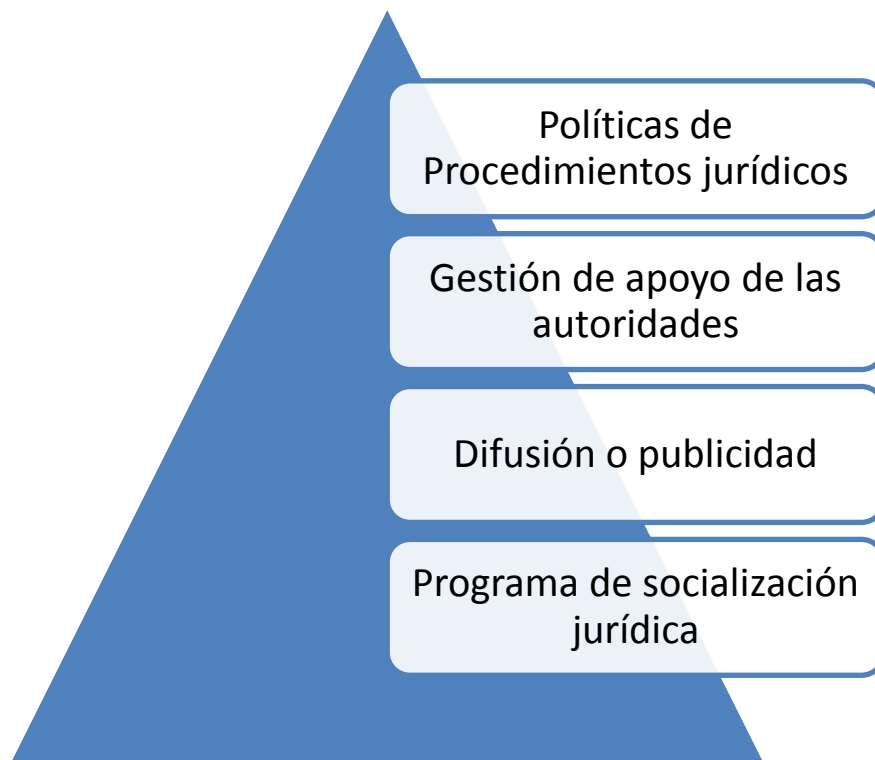 Políticas de
Procedimientos jurídicos
Gestión de apoyo de las
autoridades
Difusión o publicidad
Programa de socialización
jurídica